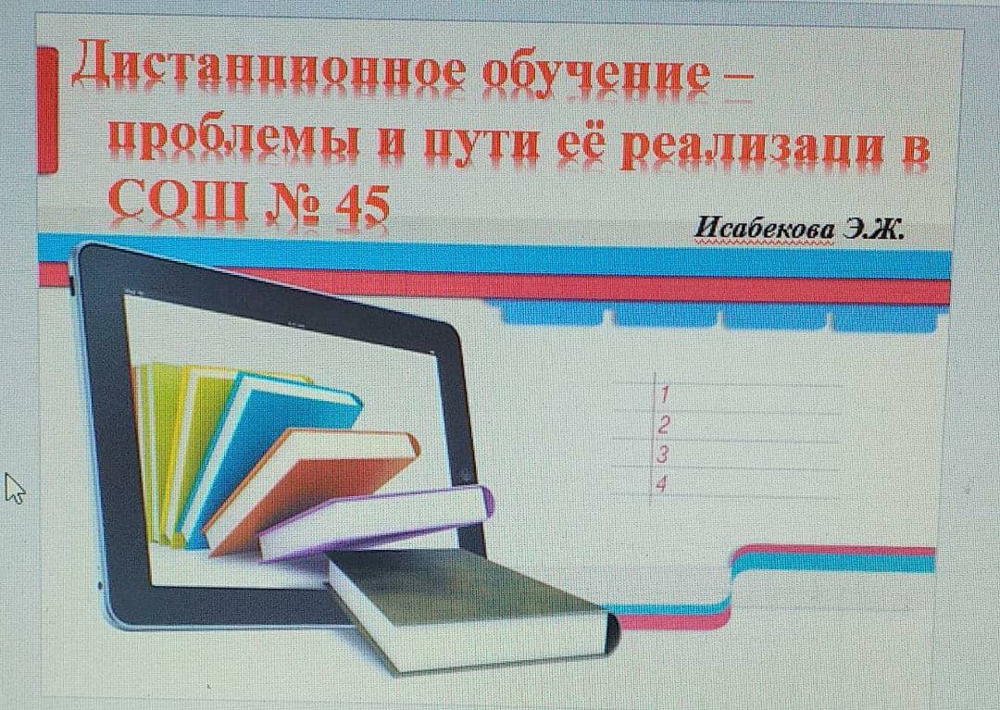 Дистанционное обучение –
проблемы и пути её реализаци в
СОШ № 45
Исабекова Э.Ж.
1
2
3
4